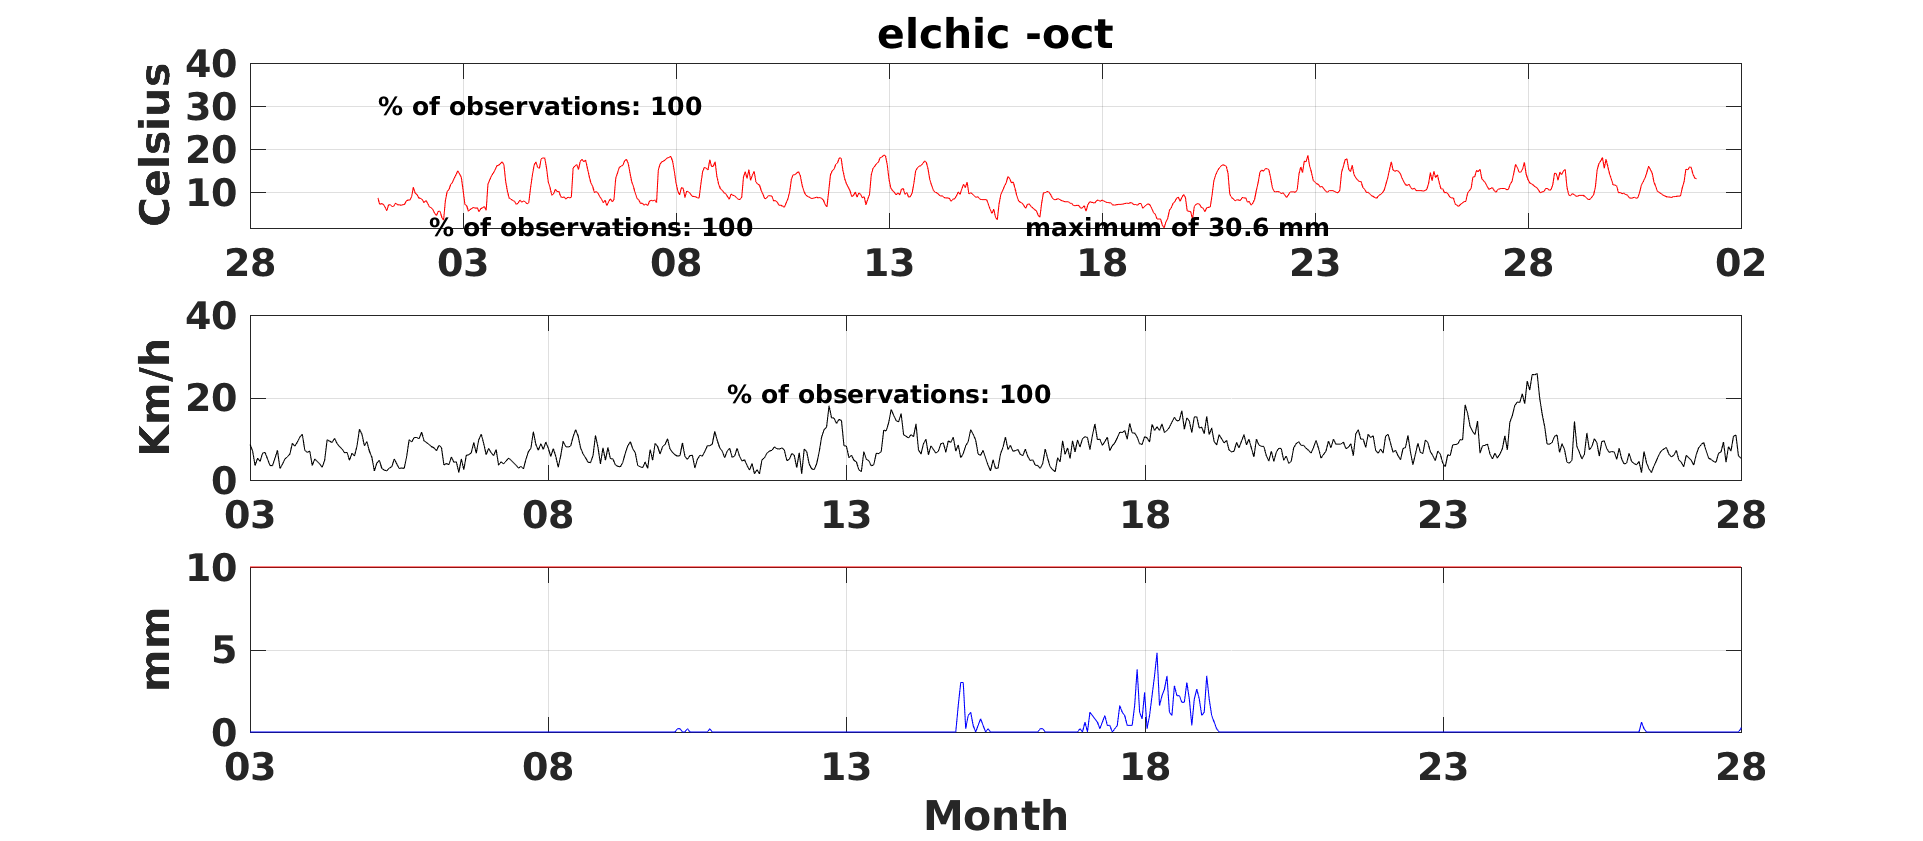 elchic -oct
Celsius
40
30
20
10
% of observations: 100
% of observations: 100 maximum of 30.6 mm
28 03 08 13 18 23 28 02
Km/h
40
20
0
% of observations: 100
03 08 13 18 23 28
mm
10
5
0
03 08 13 18 23 28
Month